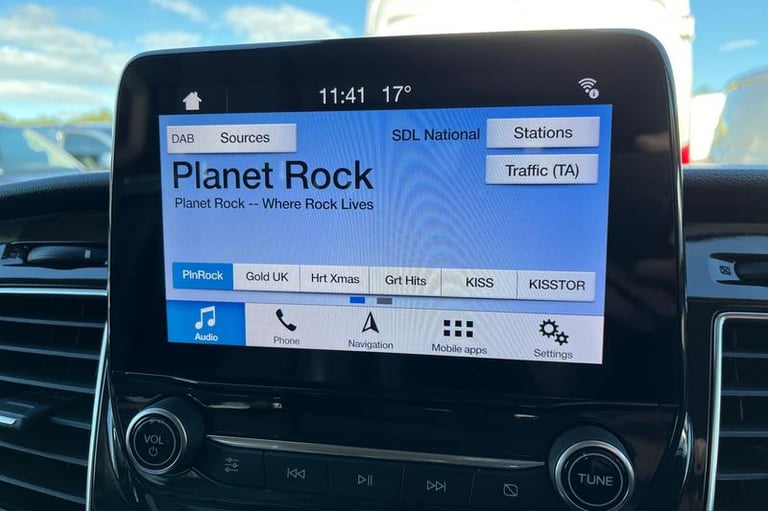 11:41 17°
DAB Sources
SDL National
Stations
Traffic (TA)
Planet Rock
Planet Rock -- Where Rock Lives
PlnRock
Gold UK
Hrt Xmas
Grt Hits
KISS
KISSTOR
Audio
Phone
Navigation
Mobile apps
Settings
VOL
TUNE